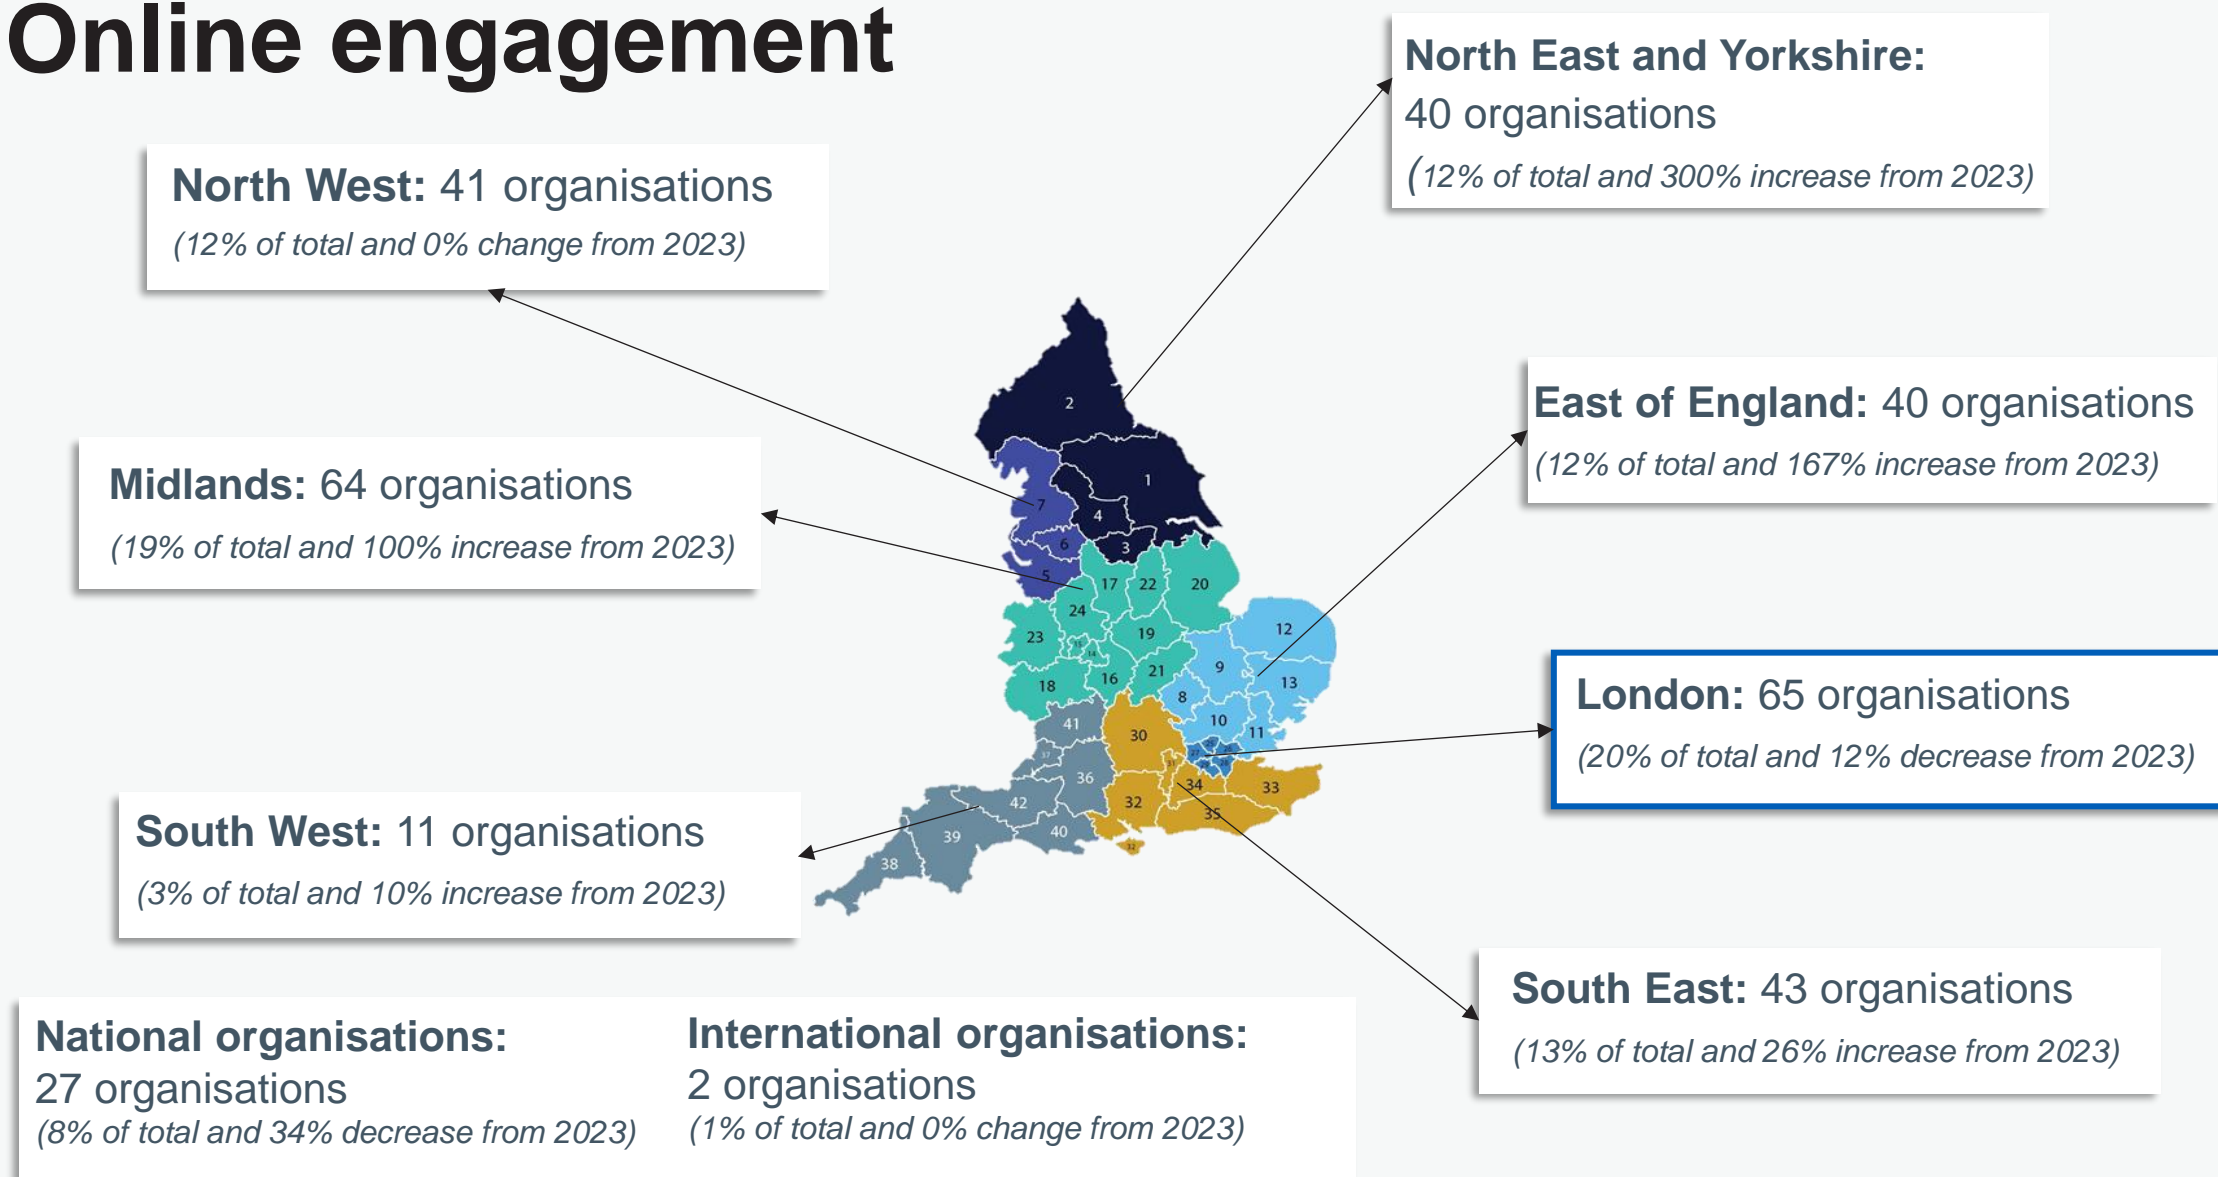 Online engagement
North East and Yorkshire:
40 organisations
(12% of total and 300% increase from 2023)
North West: 41 organisations
(12% of total and 0% change from 2023)
East of England: 40 organisations
(12% of total and 167% increase from 2023)
Midlands: 64 organisations
(19% of total and 100% increase from 2023)
London: 65 organisations
(20% of total and 12% decrease from 2023)
South West: 11 organisations
(3% of total and 10% increase from 2023)
South East: 43 organisations
(13% of total and 26% increase from 2023)
National organisations:
27 organisations
(8% of total and 34% decrease from 2023)
International organisations:
2 organisations
(1% of total and 0% change from 2023)
2
1
7
4
6
3
5
17 22 20
24
23 19 12
14
9
16 21
18 13
8
41 10
30 11
37 27
36 31
34 33
42 32
35
39 40
32
38